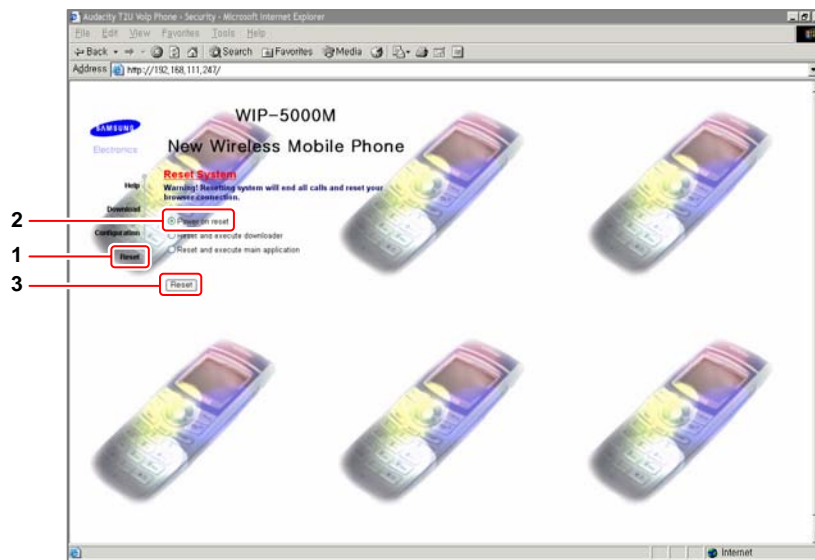 Audacity T2U Voip Phone - Security - Microsoft Internet Explorer
File Edit View Favorites Tools Help
Back Search Favorites Media
Address http://192.168.111.247/
WIP-5000M
SAMSUNG
Electronics
New Wireless Mobile Phone
Reset System
Warning! Resetting system will end all calls and reset your
browser connection.
Help
Download
Configuration
Reset
2
Power on reset
Reset and execute downloader
1
Reset and execute main application
3
Reset
Internet